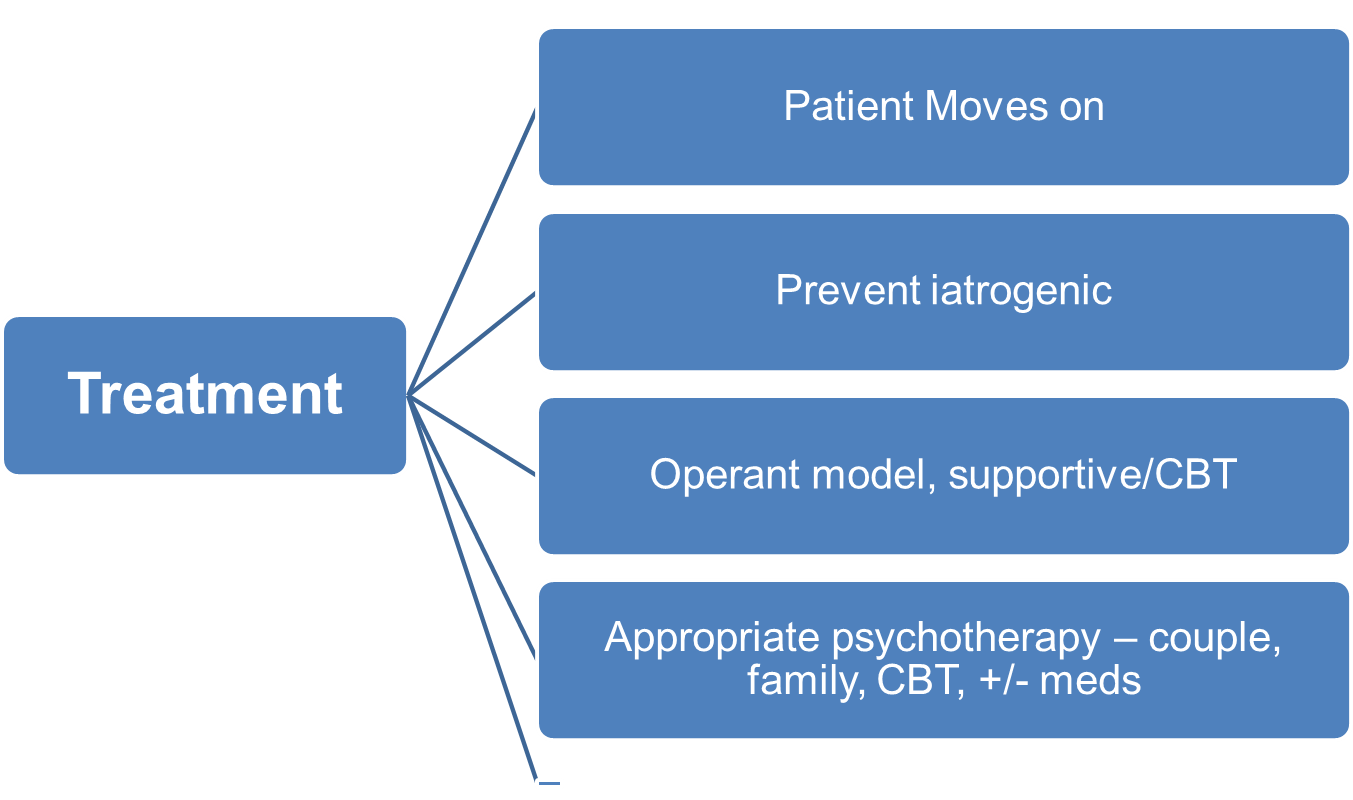 Patient Moves on
Prevent iatrogenic
Treatment
Operant model, supportive/CBT
Appropriate psychotherapy – couple,
family, CBT, +/- meds